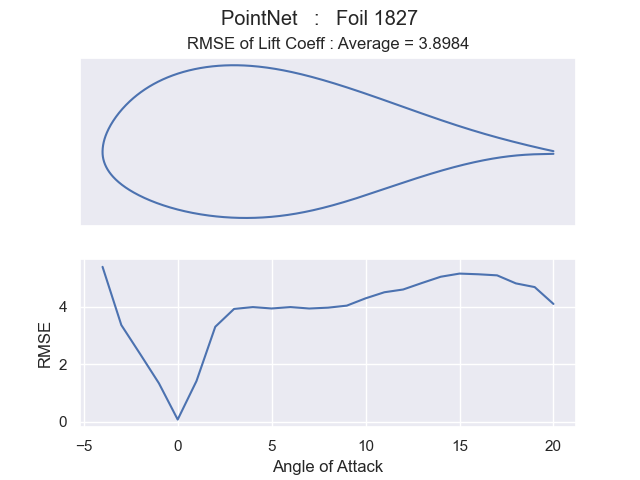 PointNet   :   Foil 1827
RMSE of Lift Coeff : Average = 3.8984
RMSE
4
2
0
−5 0 5 10 15 20
Angle of Attack